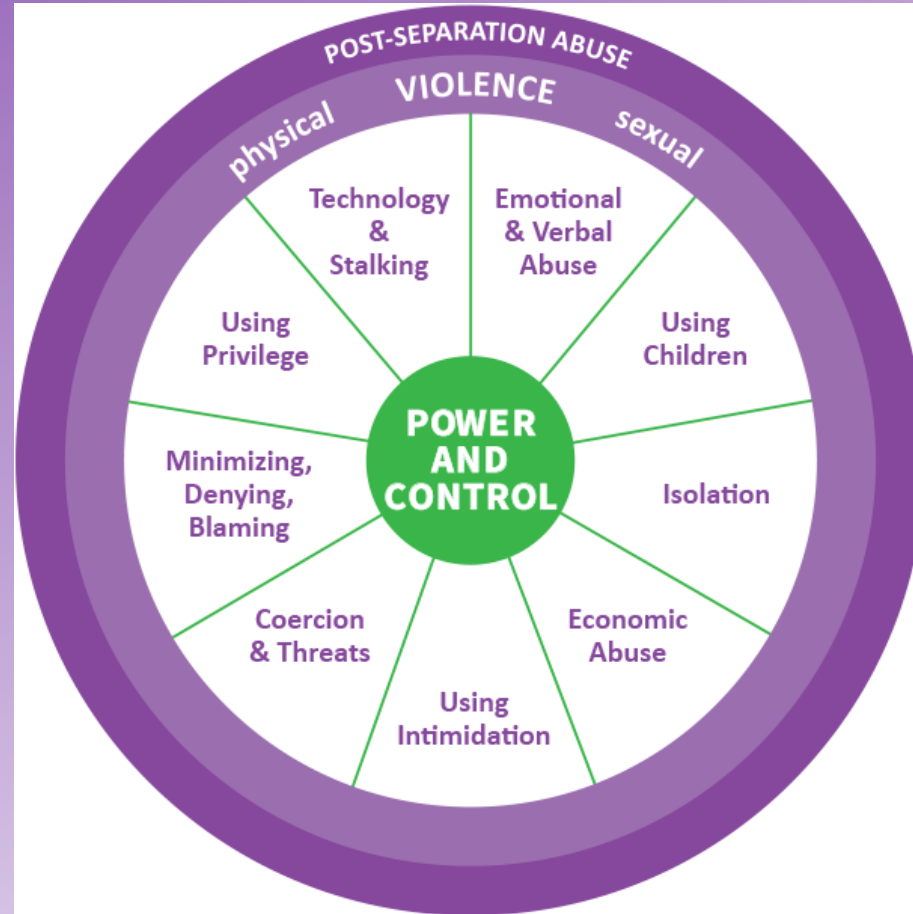 POST-SEPARATION ABUSE
VIOLENCE
physical
sexual
Technology
&
Stalking
Emotional
& Verbal
Abuse
Using
Children
Isolation
Economic
Abuse
Using
Intimidation
Coercion
& Threats
Minimizing,
Denying,
Blaming
Using
Privilege
POWER
AND
CONTROL